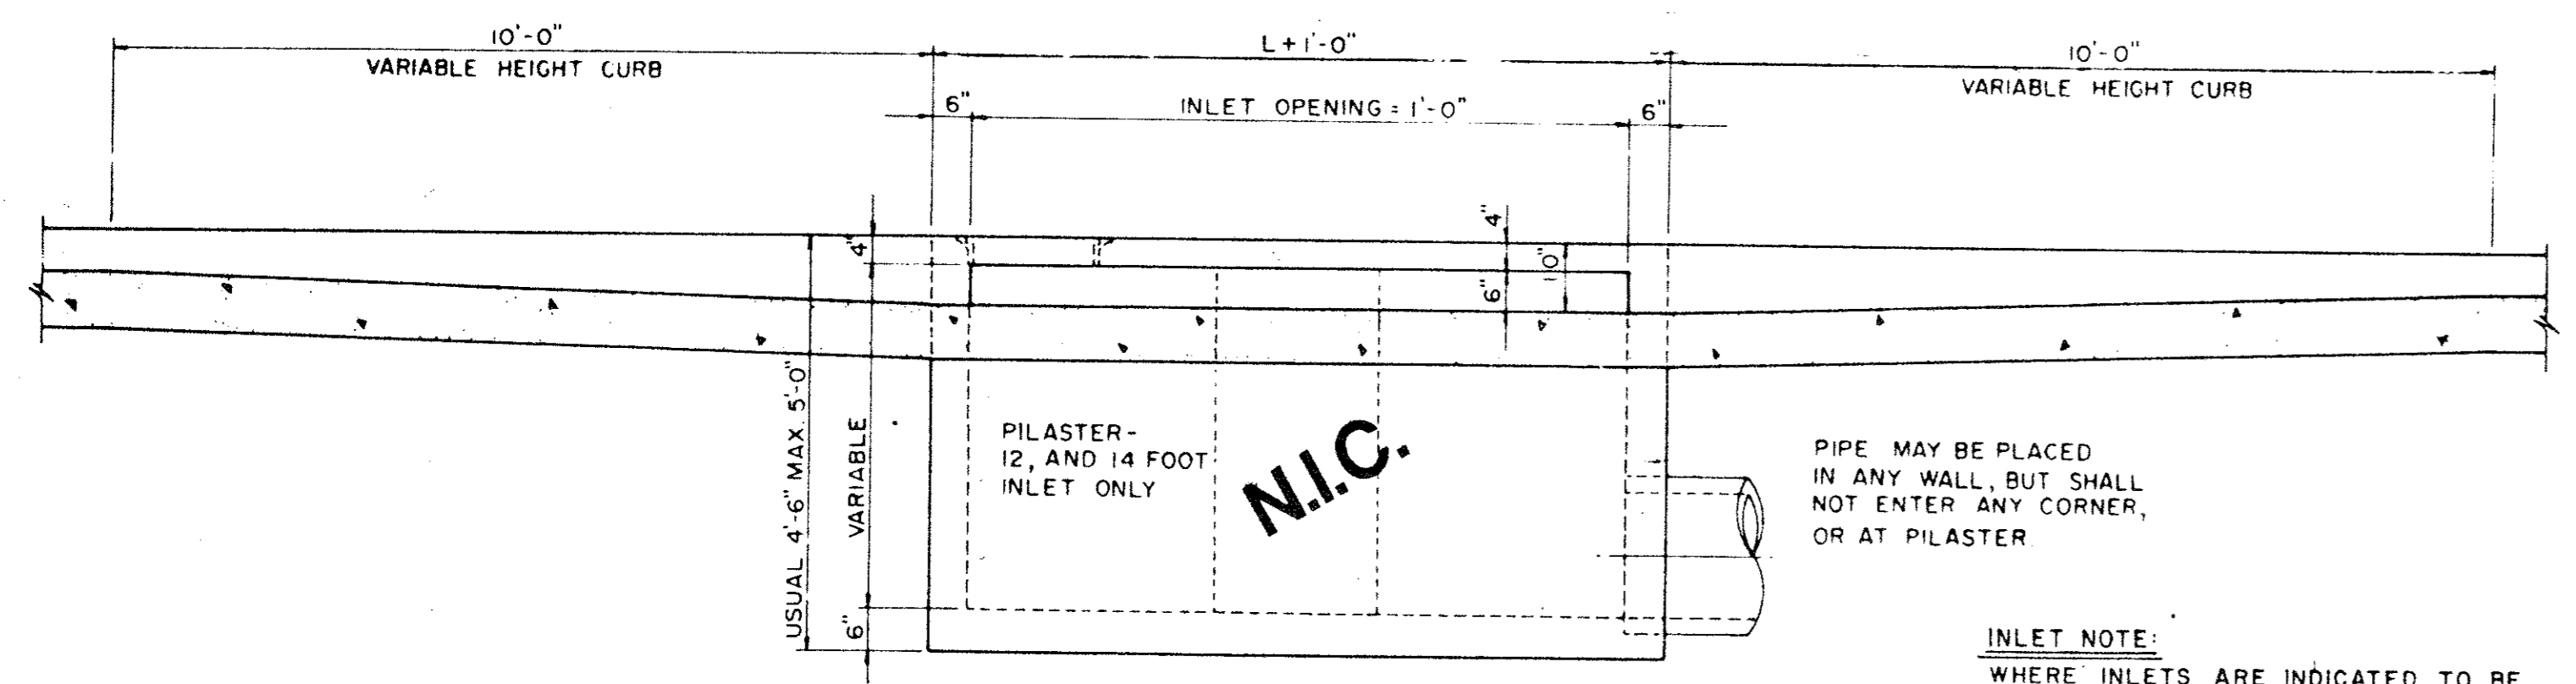 10'-0"
L+1'-0"
10'-0"
VARIABLE HEIGHT CURB
VARIABLE HEIGHT CURB
6"
INLET OPENING = 1'-0"
6"
4"
4"
10"
6"
USUAL 4'-6" MAX. 5'-0"
VARIABLE
6"
PILASTER-
12, AND 14 FOOT
INLET ONLY
N.I.C.
PIPE MAY BE PLACED
IN ANY WALL, BUT SHALL
NOT ENTER ANY CORNER,
OR AT PILASTER
INLET NOTE:
WHERE INLETS ARE INDICATED TO BE